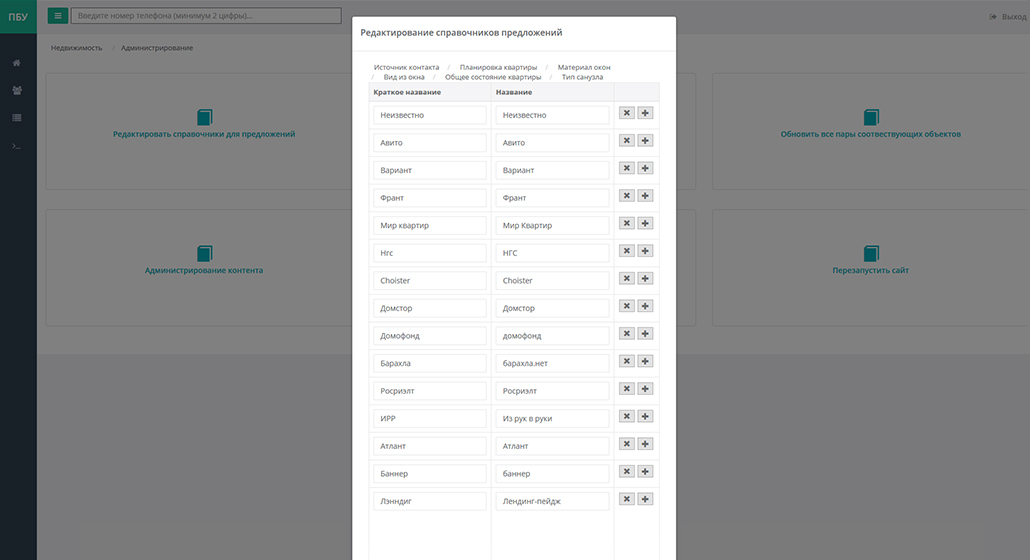 ПБУ
Введите номер телефона (минимум 2 цифры)...
Выход
Недвижимость / Администрирование
Редактировать справочники для предложений
Обновить все пары соотвествующих объектов
Администрирование контента
Перезапустить сайт
Редактирование справочников предложений
Источник контакта / Планировка квартиры / Материал окон
/ Вид из окна / Общее состояние квартиры / Тип санузла
Краткое название Название
Неизвестно Неизвестно
Авито Авито
Вариант Вариант
Франт Франт
Мир квартир Мир Квартир
Нгс НГС
Choister Choister
Домстор Домстор
Домофонд домофонд
Барахла барахла.нет
Росриэлт Росриэлт
ИРР Из рук в руки
Атлант Атлант
Баннер баннер
Лэнндиг Лендинг-пейдж